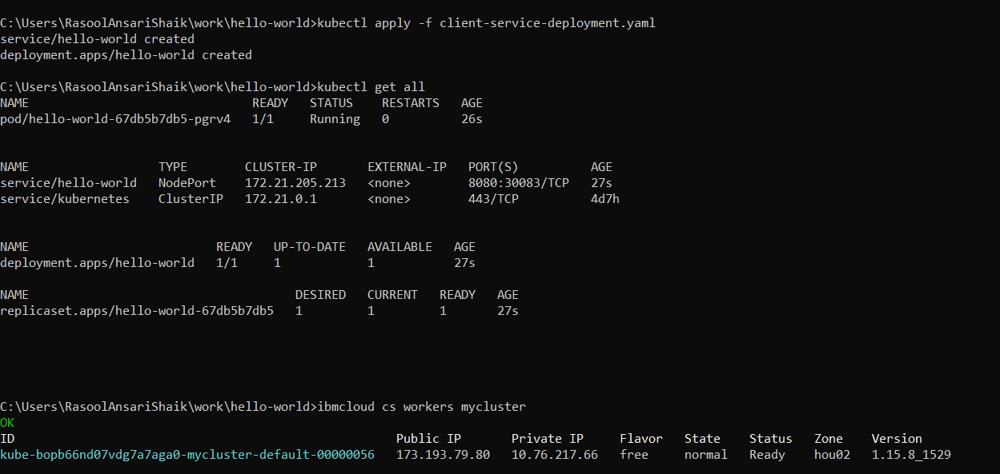 C:\Users\RasoolAnsariShaik\work\hello-world>kubectl apply -f client-service-deployment.yaml
service/hello-world created
deployment.apps/hello-world created
C:\Users\RasoolAnsariShaik\work\hello-world>kubectl get all
NAME READY STATUS RESTARTS AGE
pod/hello-world-67db5b7db5-pgrv4 1/1 Running 0 26s
NAME TYPE CLUSTER-IP EXTERNAL-IP PORT(S) AGE
service/hello-world NodePort 172.21.205.213 <none> 8080:30083/TCP 27s
service/kubernetes ClusterIP 172.21.0.1 <none> 443/TCP 4d7h
NAME READY UP-TO-DATE AVAILABLE AGE
deployment.apps/hello-world 1/1 1 1 27s
NAME DESIRED CURRENT READY AGE
replicaset.apps/hello-world-67db5b7db5 1 1 1 27s
C:\Users\RasoolAnsariShaik\work\hello-world>ibmcloud cs workers mycluster
OK
ID Public IP Private IP Flavor State Status Zone Version
kube-bopb66nd07vdg7a7aga0-mycluster-default-00000056 173.193.79.80 10.76.217.66 free normal Ready hou02 1.15.8_1529